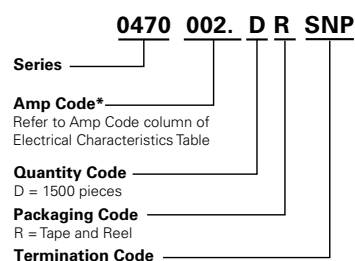 0470 002. D R SNP
Series
Amp Code*
Refer to Amp Code column of
Electrical Characteristics Table
Quantity Code
D = 1500 pieces
Packaging Code
R = Tape and Reel
Termination Code